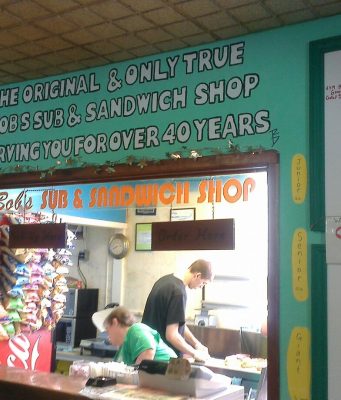 HE ORIGINAL & ONLY TRUE
OB'S SUB & SANDWICH SHOP
RVING YOU FOR OVER 40 YEARS
Bob's SUB & SANDWICH SHOP
Order Here
Junior
Senior
Giant
Coca